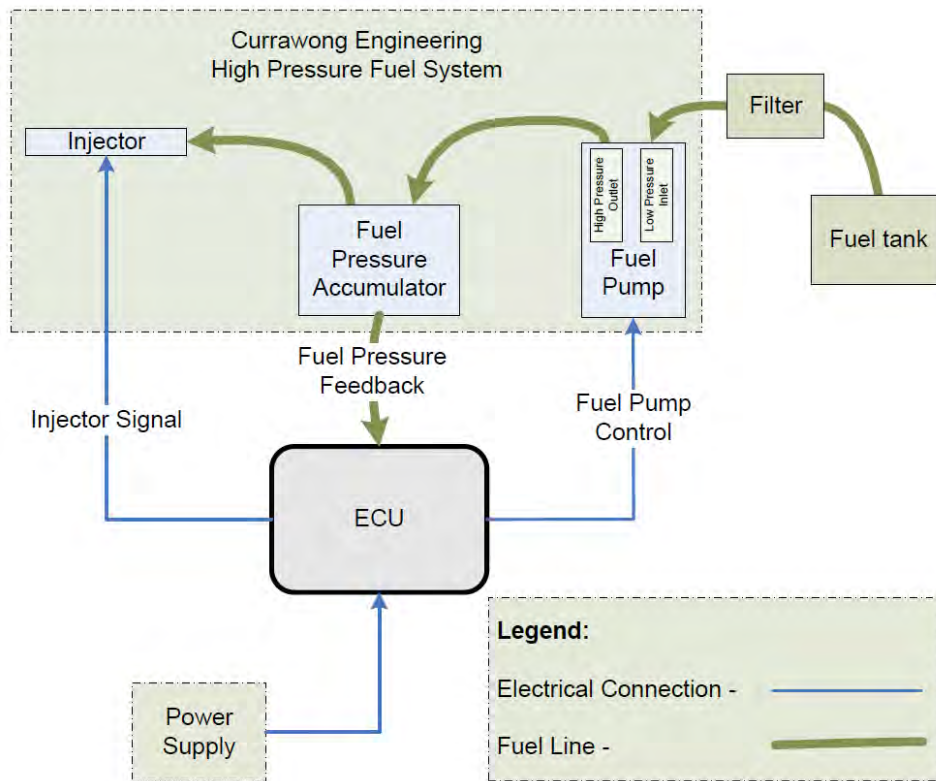 Currawong Engineering
High Pressure Fuel System
Filter
Injector
High Pressure
Outlet
Low Pressure
Inlet
Fuel
Pressure
Accumulator
Fuel
Pump
Fuel tank
Fuel Pressure
Feedback
Injector Signal
Fuel Pump
Control
ECU
Legend:
Electrical Connection -
Fuel Line -
Power
Supply